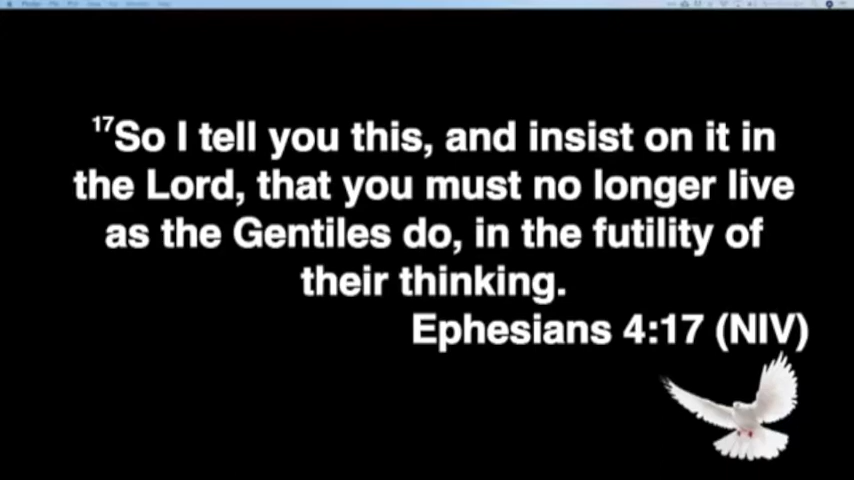 17So I tell you this, and insist on it in
the Lord, that you must no longer live
as the Gentiles do, in the futility of
their thinking.
Ephesians 4:17 (NIV)